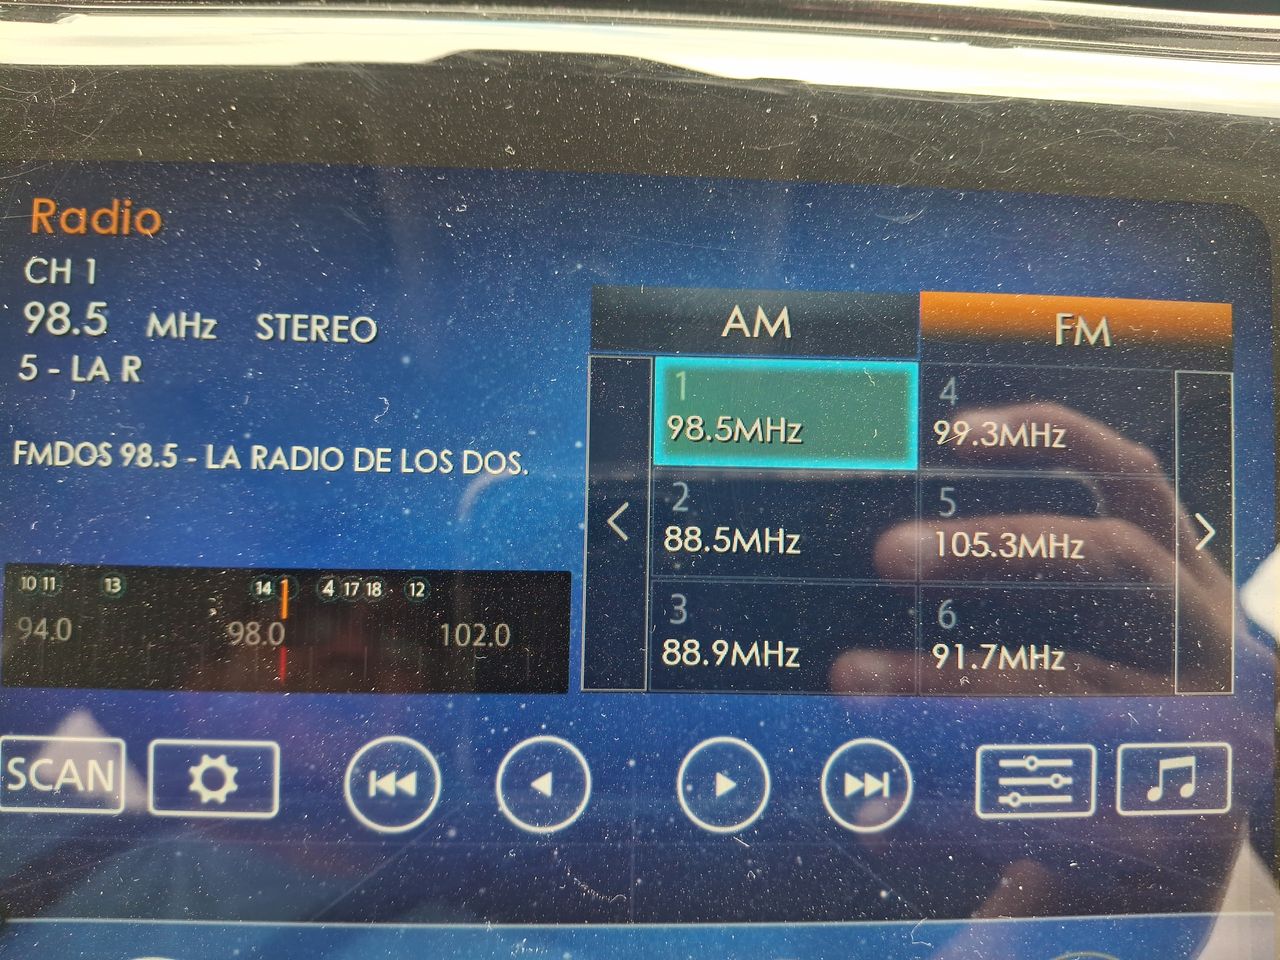 Radio
CH 1
98.5 MHz STEREO
5 - LA R
FMDOS 98.5 - LA RADIO DE LOS DOS.
10 11 13 14 4 17 18 12
94.0 98.0 102.0
AM FM
1
98.5MHz
2
88.5MHz
3
88.9MHz
4
99.3MHz
5
105.3MHz
6
91.7MHz
SCAN